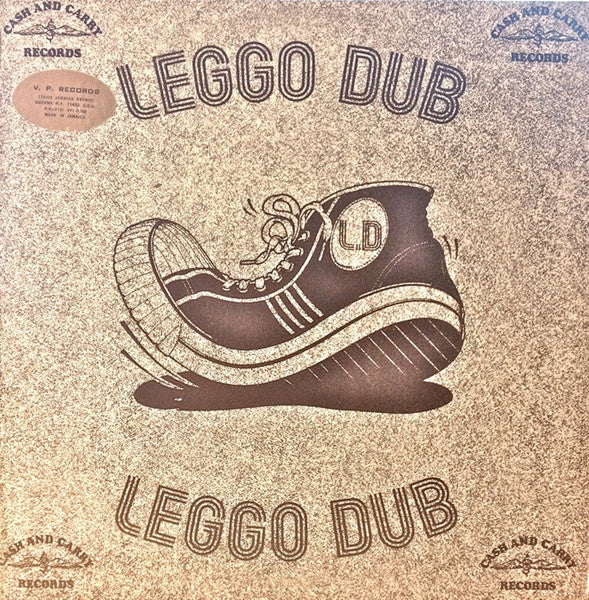 CASH AND CARRY
RECORDS
CASH AND CARRY
RECORDS
LEGGO DUB
V. P. RECORDS
MADE IN JAMAICA
L.D
LEGGO DUB
CASH AND CARRY
RECORDS
CASH AND CARRY
RECORDS